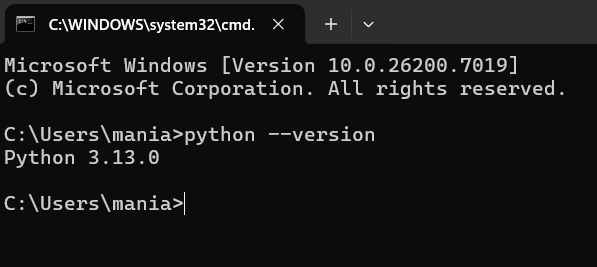 C:\WINDOWS\system32\cmd.
Microsoft Windows [Version 10.0.26200.7019]
(c) Microsoft Corporation. All rights reserved.
C:\Users\mania>python --version
Python 3.13.0
C:\Users\mania>